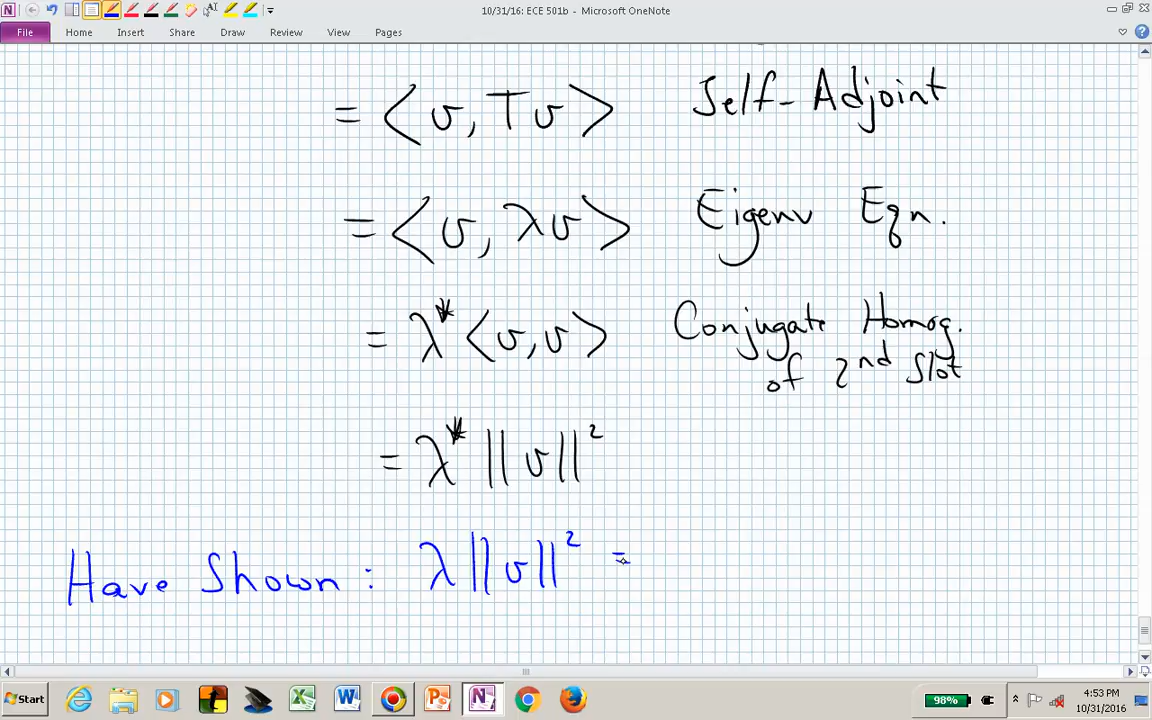 10/31/16: ECE 501b - Microsoft OneNote
File Home Insert Share Draw Review View Pages
= <v, Tv> Self-Adjoint
= <v, λv> Eigenv Eqn.
= λ* <v, v> Conjugate Homog.
of 2nd Slot
= λ* ||v||²
Have Shown: λ ||v||² =
Start
98%
4:53 PM
10/31/2016